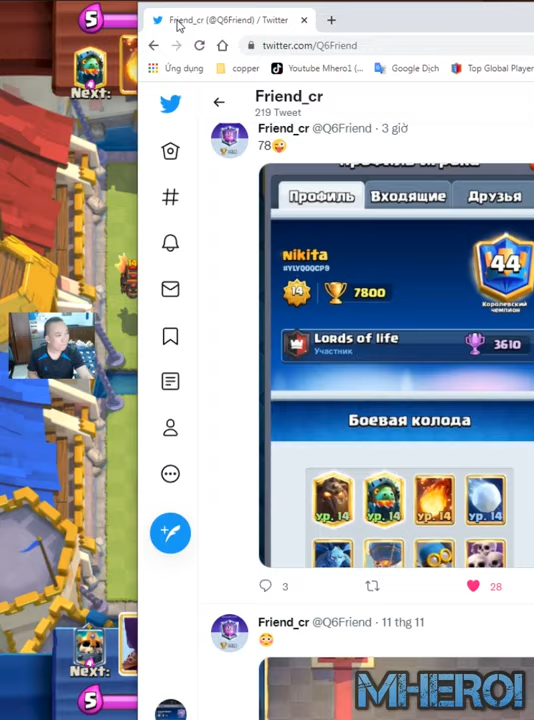 5
Next:
Friend_cr (@Q6Friend) / Twitter
twitter.com/Q6Friend
Ứng dụng
copper
Youtube Mhero1 (...
Google Dịch
Top Global Player
Friend_cr
219 Tweet
Friend_cr @Q6Friend · 3 giờ
78😜
Профиль
Входящие
Друзья
Nikita
#YLYQOQCP9
44
14
7800
Королевский
чемпион
Lords of life
Участник
3610
Боевая колода
Ур. 14
Ур. 14
Ур. 14
Ур. 14
3
28
Friend_cr @Q6Friend · 11 thg 11
😳
Next:
5
MHERO1